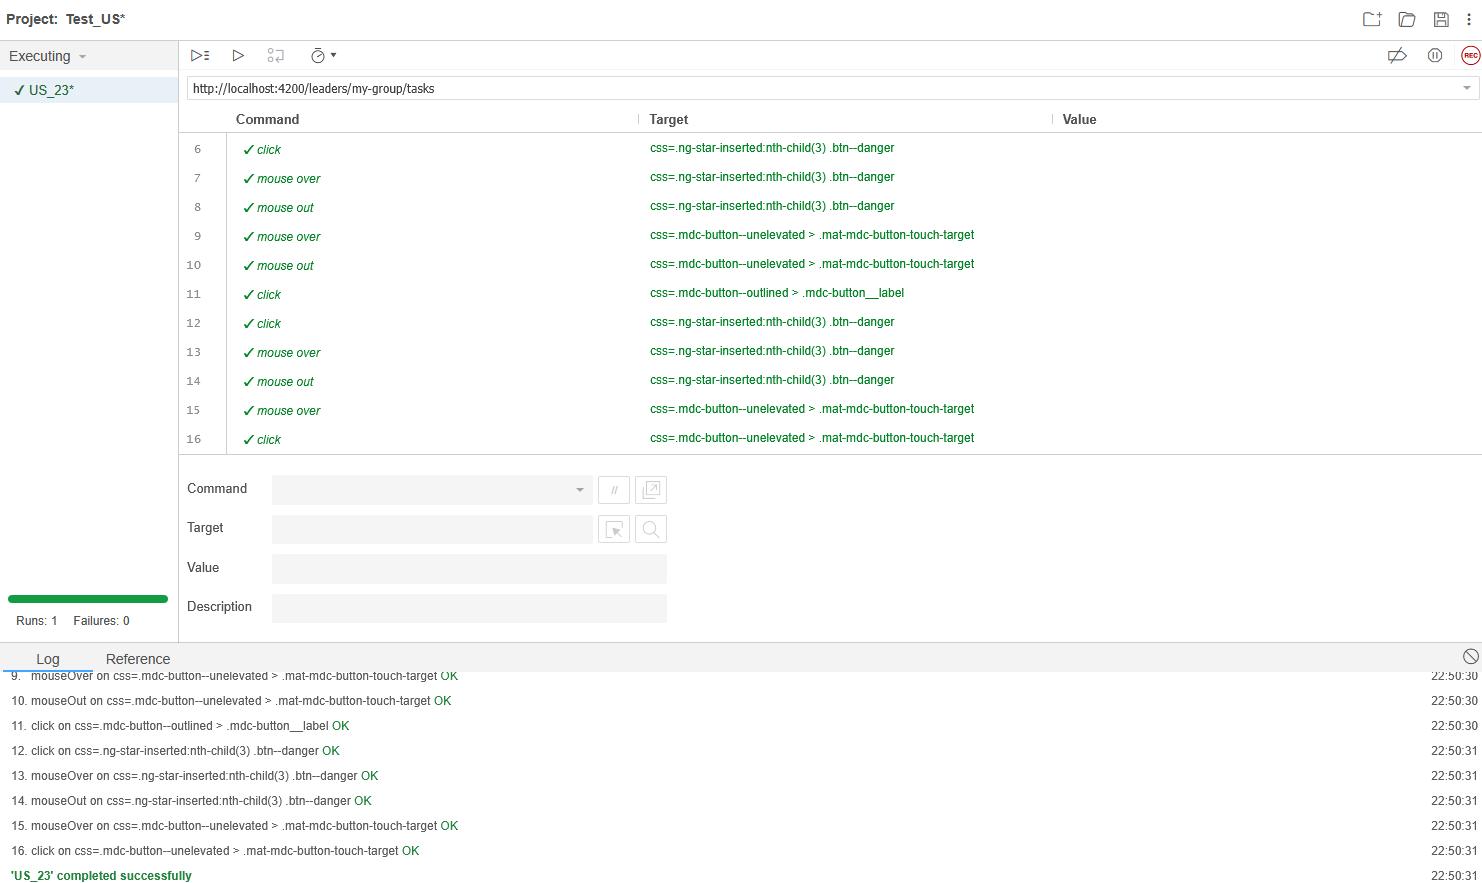 Project: Test_US*
Executing
✓ US_23*
Runs: 1 Failures: 0
REC
http://localhost:4200/leaders/my-group/tasks
Command Target Value
6 ✓ click css=.ng-star-inserted:nth-child(3) .btn--danger
7 ✓ mouse over css=.ng-star-inserted:nth-child(3) .btn--danger
8 ✓ mouse out css=.ng-star-inserted:nth-child(3) .btn--danger
9 ✓ mouse over css=.mdc-button--unelevated > .mat-mdc-button-touch-target
10 ✓ mouse out css=.mdc-button--unelevated > .mat-mdc-button-touch-target
11 ✓ click css=.mdc-button--outlined > .mdc-button__label
12 ✓ click css=.ng-star-inserted:nth-child(3) .btn--danger
13 ✓ mouse over css=.ng-star-inserted:nth-child(3) .btn--danger
14 ✓ mouse out css=.ng-star-inserted:nth-child(3) .btn--danger
15 ✓ mouse over css=.mdc-button--unelevated > .mat-mdc-button-touch-target
16 ✓ click css=.mdc-button--unelevated > .mat-mdc-button-touch-target
Command //
Target
Value
Description
Log Reference
9. mouseOver on css=.mdc-button--unelevated > .mat-mdc-button-touch-target OK 22:50:30
10. mouseOut on css=.mdc-button--unelevated > .mat-mdc-button-touch-target OK 22:50:30
11. click on css=.mdc-button--outlined > .mdc-button__label OK 22:50:30
12. click on css=.ng-star-inserted:nth-child(3) .btn--danger OK 22:50:31
13. mouseOver on css=.ng-star-inserted:nth-child(3) .btn--danger OK 22:50:31
14. mouseOut on css=.ng-star-inserted:nth-child(3) .btn--danger OK 22:50:31
15. mouseOver on css=.mdc-button--unelevated > .mat-mdc-button-touch-target OK 22:50:31
16. click on css=.mdc-button--unelevated > .mat-mdc-button-touch-target OK 22:50:31
'US_23' completed successfully 22:50:31